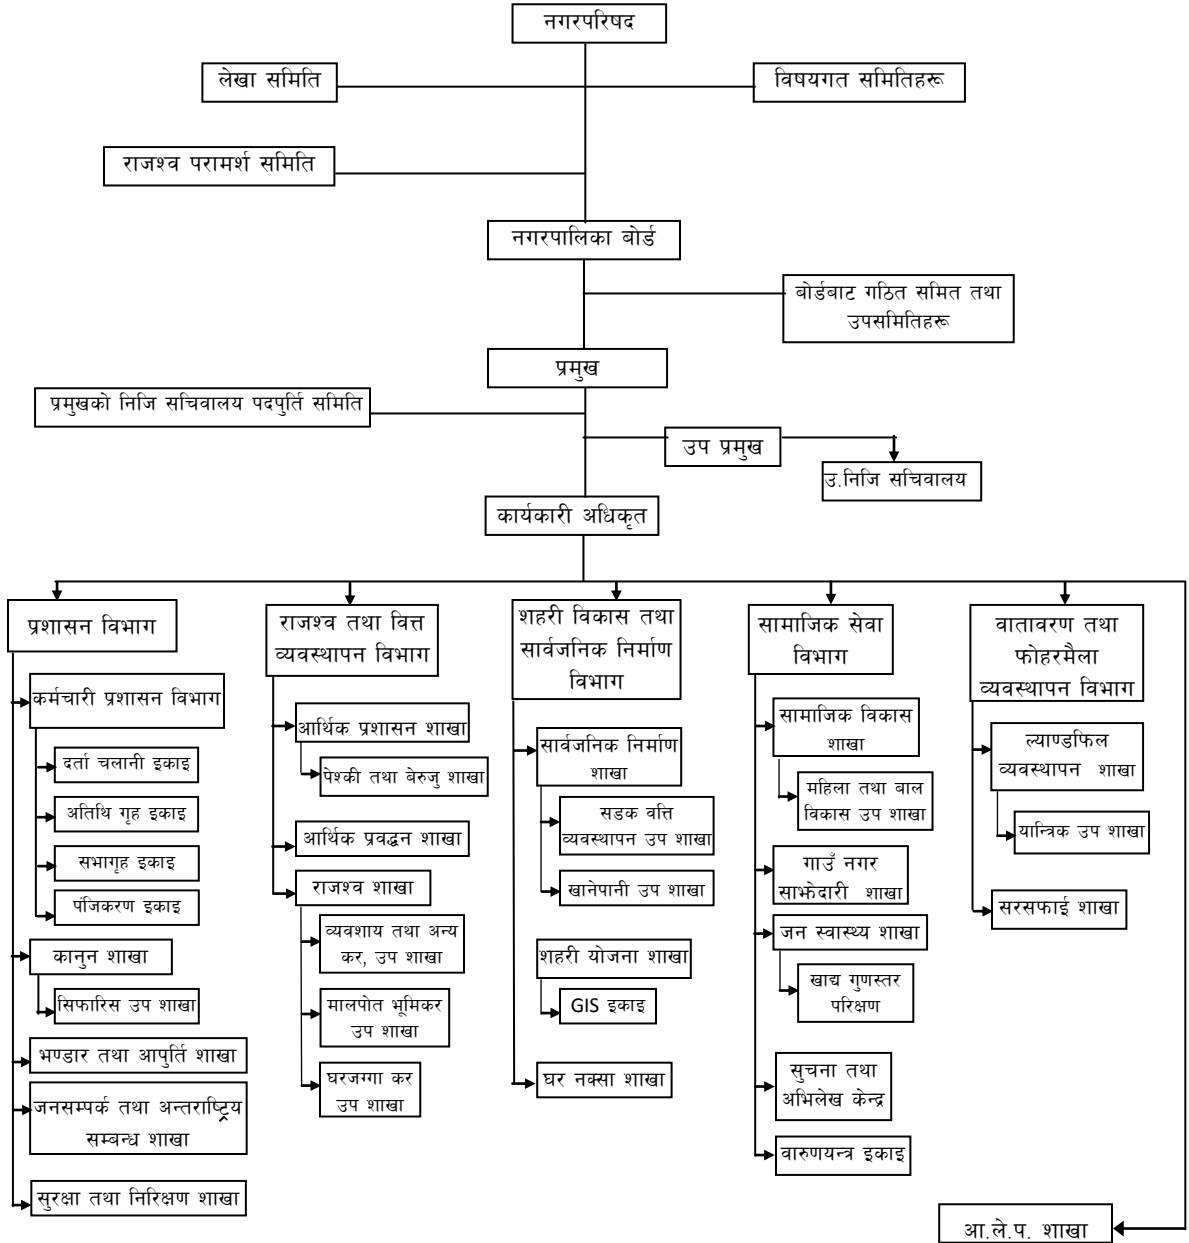 नगरपरिषद
लेखा समिति
विषयगत समितिहरू
राजश्व परामर्श समिति
नगरपालिका बोर्ड
बोर्डबाट गठित समित तथा
उपसमितिहरू
प्रमुख
प्रमुखको निजि सचिवालय पदपुर्ति समिति
उप प्रमुख
उ.निजि सचिवालय
कार्यकारी अधिकृत
प्रशासन विभाग
कर्मचारी प्रशासन विभाग
दर्ता चलानी इकाइ
अतिथि गृह इकाइ
सभागृह इकाइ
पंजिकरण इकाइ
कानुन शाखा
सिफारिस उप शाखा
भण्डार तथा आपुर्ति शाखा
जनसम्पर्क तथा अन्तराष्ट्रिय
सम्बन्ध शाखा
सुरक्षा तथा निरिक्षण शाखा
राजश्व तथा वित्त
व्यवस्थापन विभाग
आर्थिक प्रशासन शाखा
पेश्की तथा बेरुजु शाखा
आर्थिक प्रवद्धन शाखा
राजश्व शाखा
व्यवशाय तथा अन्य
कर, उप शाखा
मालपोत भूमिकर
उप शाखा
घरजग्गा कर
उप शाखा
शहरी विकास तथा
सार्वजनिक निर्माण
विभाग
सार्वजनिक निर्माण
शाखा
सडक वत्ति
व्यवस्थापन उप शाखा
खानेपानी उप शाखा
शहरी योजना शाखा
GIS इकाइ
घर नक्सा शाखा
सामाजिक सेवा
विभाग
सामाजिक विकास
शाखा
महिला तथा बाल
विकास उप शाखा
गाउँ नगर
साझेदारी शाखा
जन स्वास्थ्य शाखा
खाद्य गुणस्तर
परिक्षण
सुचना तथा
अभिलेख केन्द्र
वारुणयन्त्र इकाइ
वातावरण तथा
फोहरमैला
व्यवस्थापन विभाग
ल्याण्डफिल
व्यवस्थापन शाखा
यान्त्रिक उप शाखा
सरसफाई शाखा
आ.ले.प. शाखा